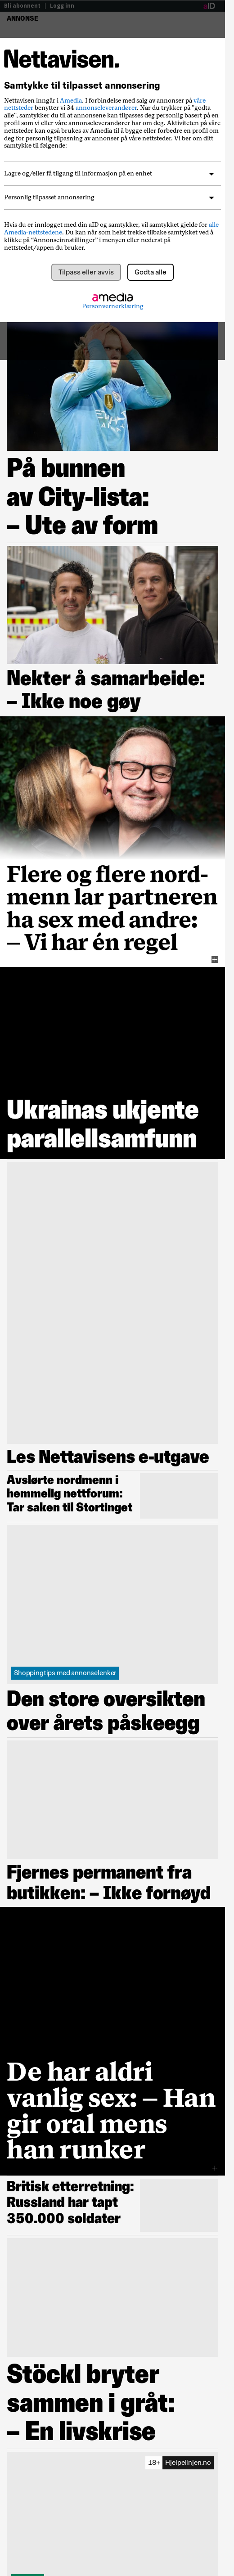 Bli abonnent | Logg inn
aID
ANNONSE
Nettavisen.
Samtykke til tilpasset annonsering
Nettavisen inngår i Amedia. I forbindelse med salg av annonser på våre
nettsteder benytter vi 34 annonseleverandører. Når du trykker på "godta
alle", samtykker du til at annonsene kan tilpasses deg personlig basert på en
profil som vi eller våre annonseleverandører har av deg. Aktiviteten din på våre
nettsteder kan også brukes av Amedia til å bygge eller forbedre en profil om
deg for personlig tilpasning av annonser på våre nettsteder. Vi ber om ditt
samtykke til følgende:
Lagre og/eller få tilgang til informasjon på en enhet
Personlig tilpasset annonsering
Hvis du er innlogget med din aID og samtykker, vil samtykket gjelde for alle
Amedia-nettstedene. Du kan når som helst trekke tilbake samtykket ved å
klikke på “Annonseinnstillinger” i menyen eller nederst på
nettstedet/appen du bruker.
Tilpass eller avvis
Godta alle
amedia
Personvernerklæring
På bunnen
av City-lista:
– Ute av form
Nekter å samarbeide:
– Ikke noe gøy
Flere og flere nord-
menn lar partneren
ha sex med andre:
– Vi har én regel
Ukrainas ukjente
parallellsamfunn
Les Nettavisens e-utgave
Avslørte nordmenn i
hemmelig nettforum:
Tar saken til Stortinget
Shoppingtips med annonselenker
Den store oversikten
over årets påskeegg
Fjernes permanent fra
butikken: – Ikke fornøyd
De har aldri
vanlig sex: – Han
gir oral mens
han runker
Britisk etterretning:
Russland har tapt
350.000 soldater
Stöckl bryter
sammen i gråt:
– En livskrise
18+ Hjelpelinjen.no